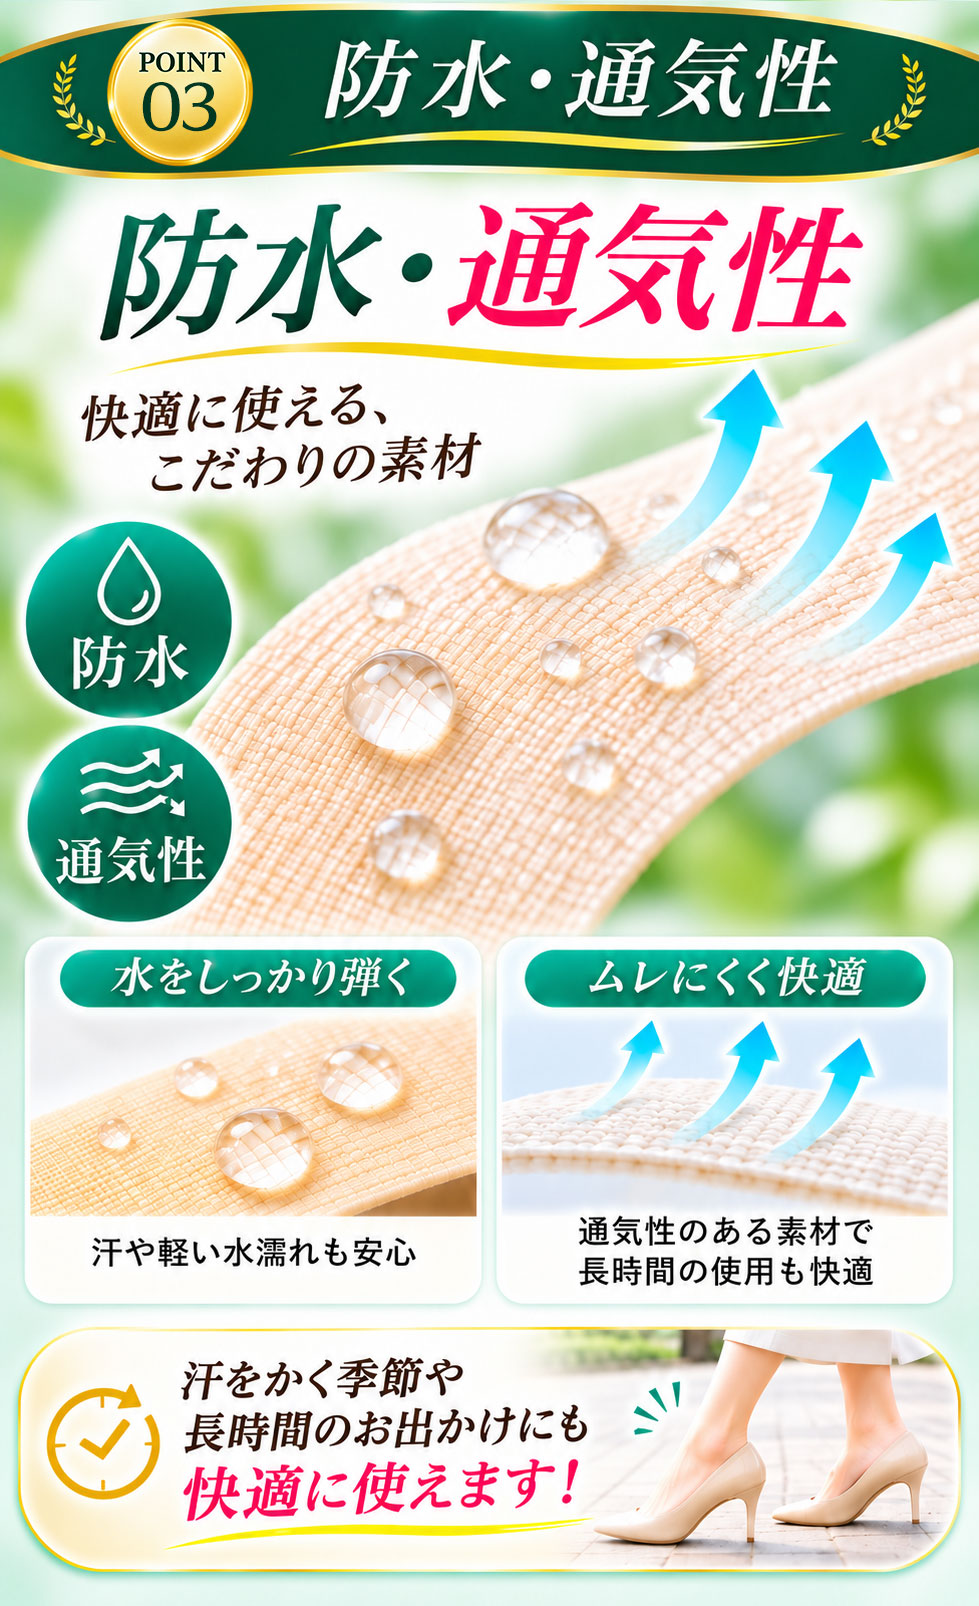 POINT
03
防水・通気性
防水・通気性
快適に使える、
こだわりの素材
防水
通気性
水をしっかり弾く
汗や軽い水濡れも安心
ムレにくく快適
通気性のある素材で
長時間の使用も快適
汗をかく季節や
長時間のお出かけにも
快適に使えます!